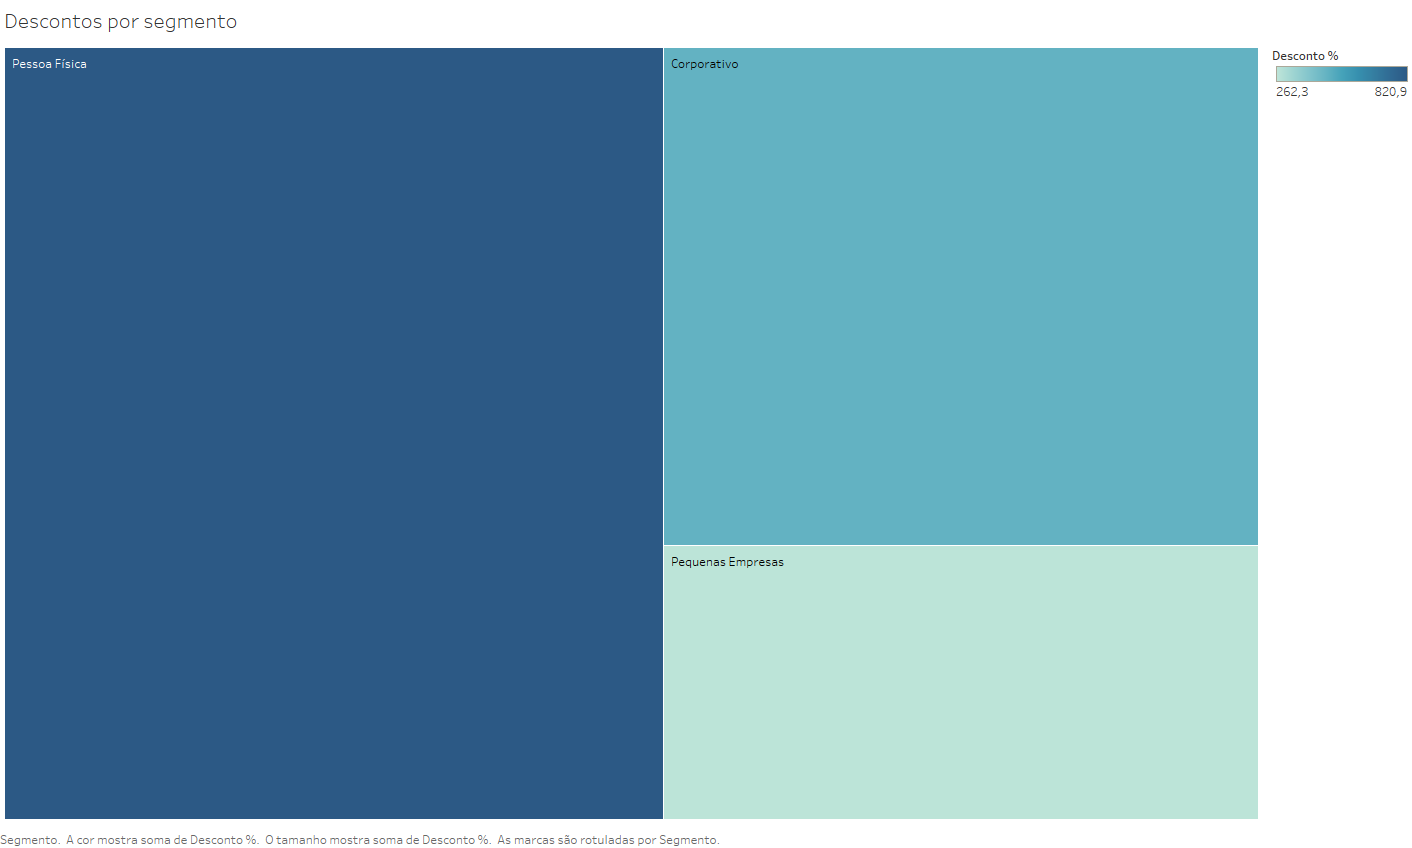 Descontos por segmento
Pessoa Física
Corporativo
Pequenas Empresas
Desconto %
262,3 820,9
Segmento.  A cor mostra soma de Desconto %.  O tamanho mostra soma de Desconto %.  As marcas são rotuladas por Segmento.